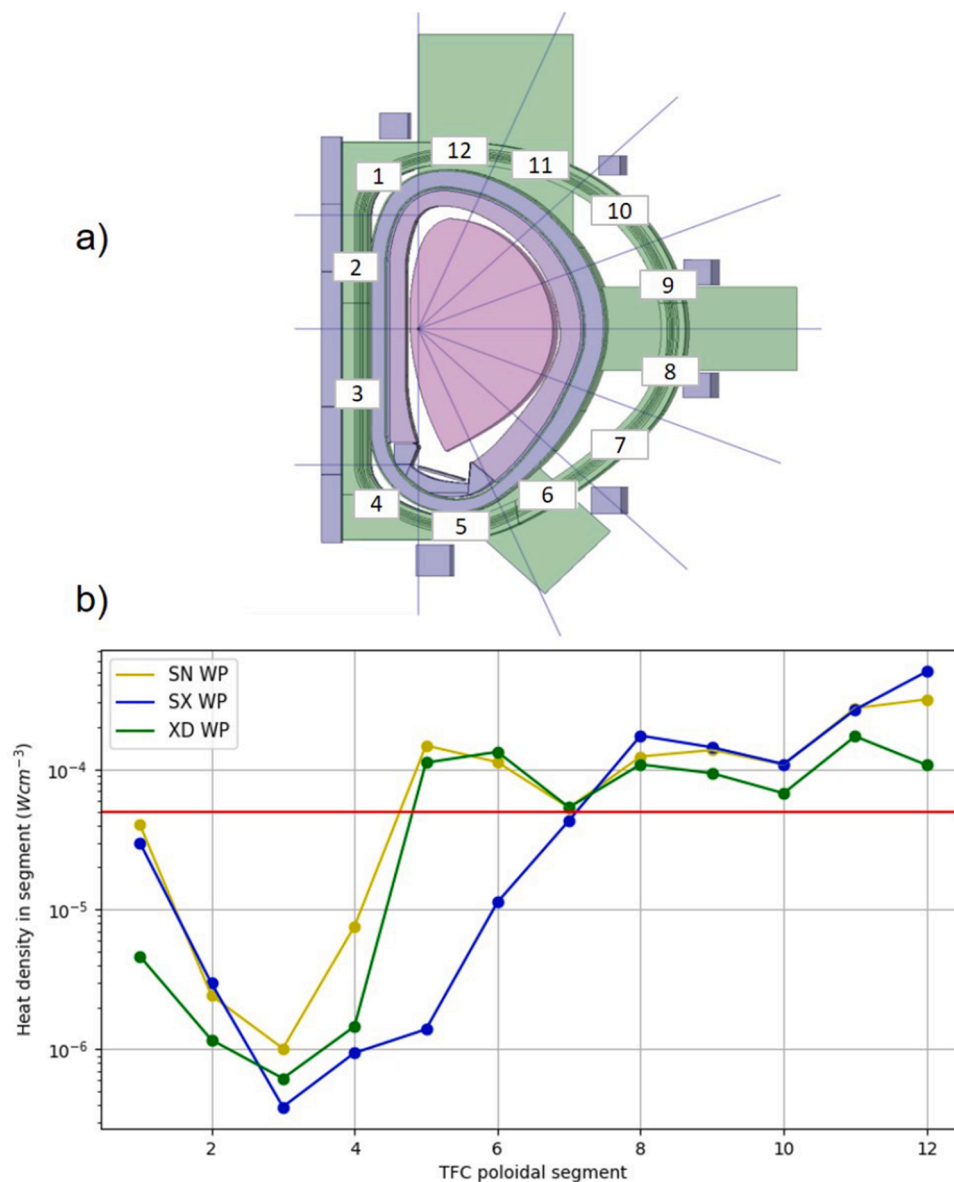 a)
12
1
11
10
2
9
3
8
7
4
6
5
b)
SN WP
SX WP
XD WP
Heat density in segment (Wcm⁻³)
10⁻⁴
10⁻⁵
10⁻⁶
2 4 6 8 10 12
TFC poloidal segment